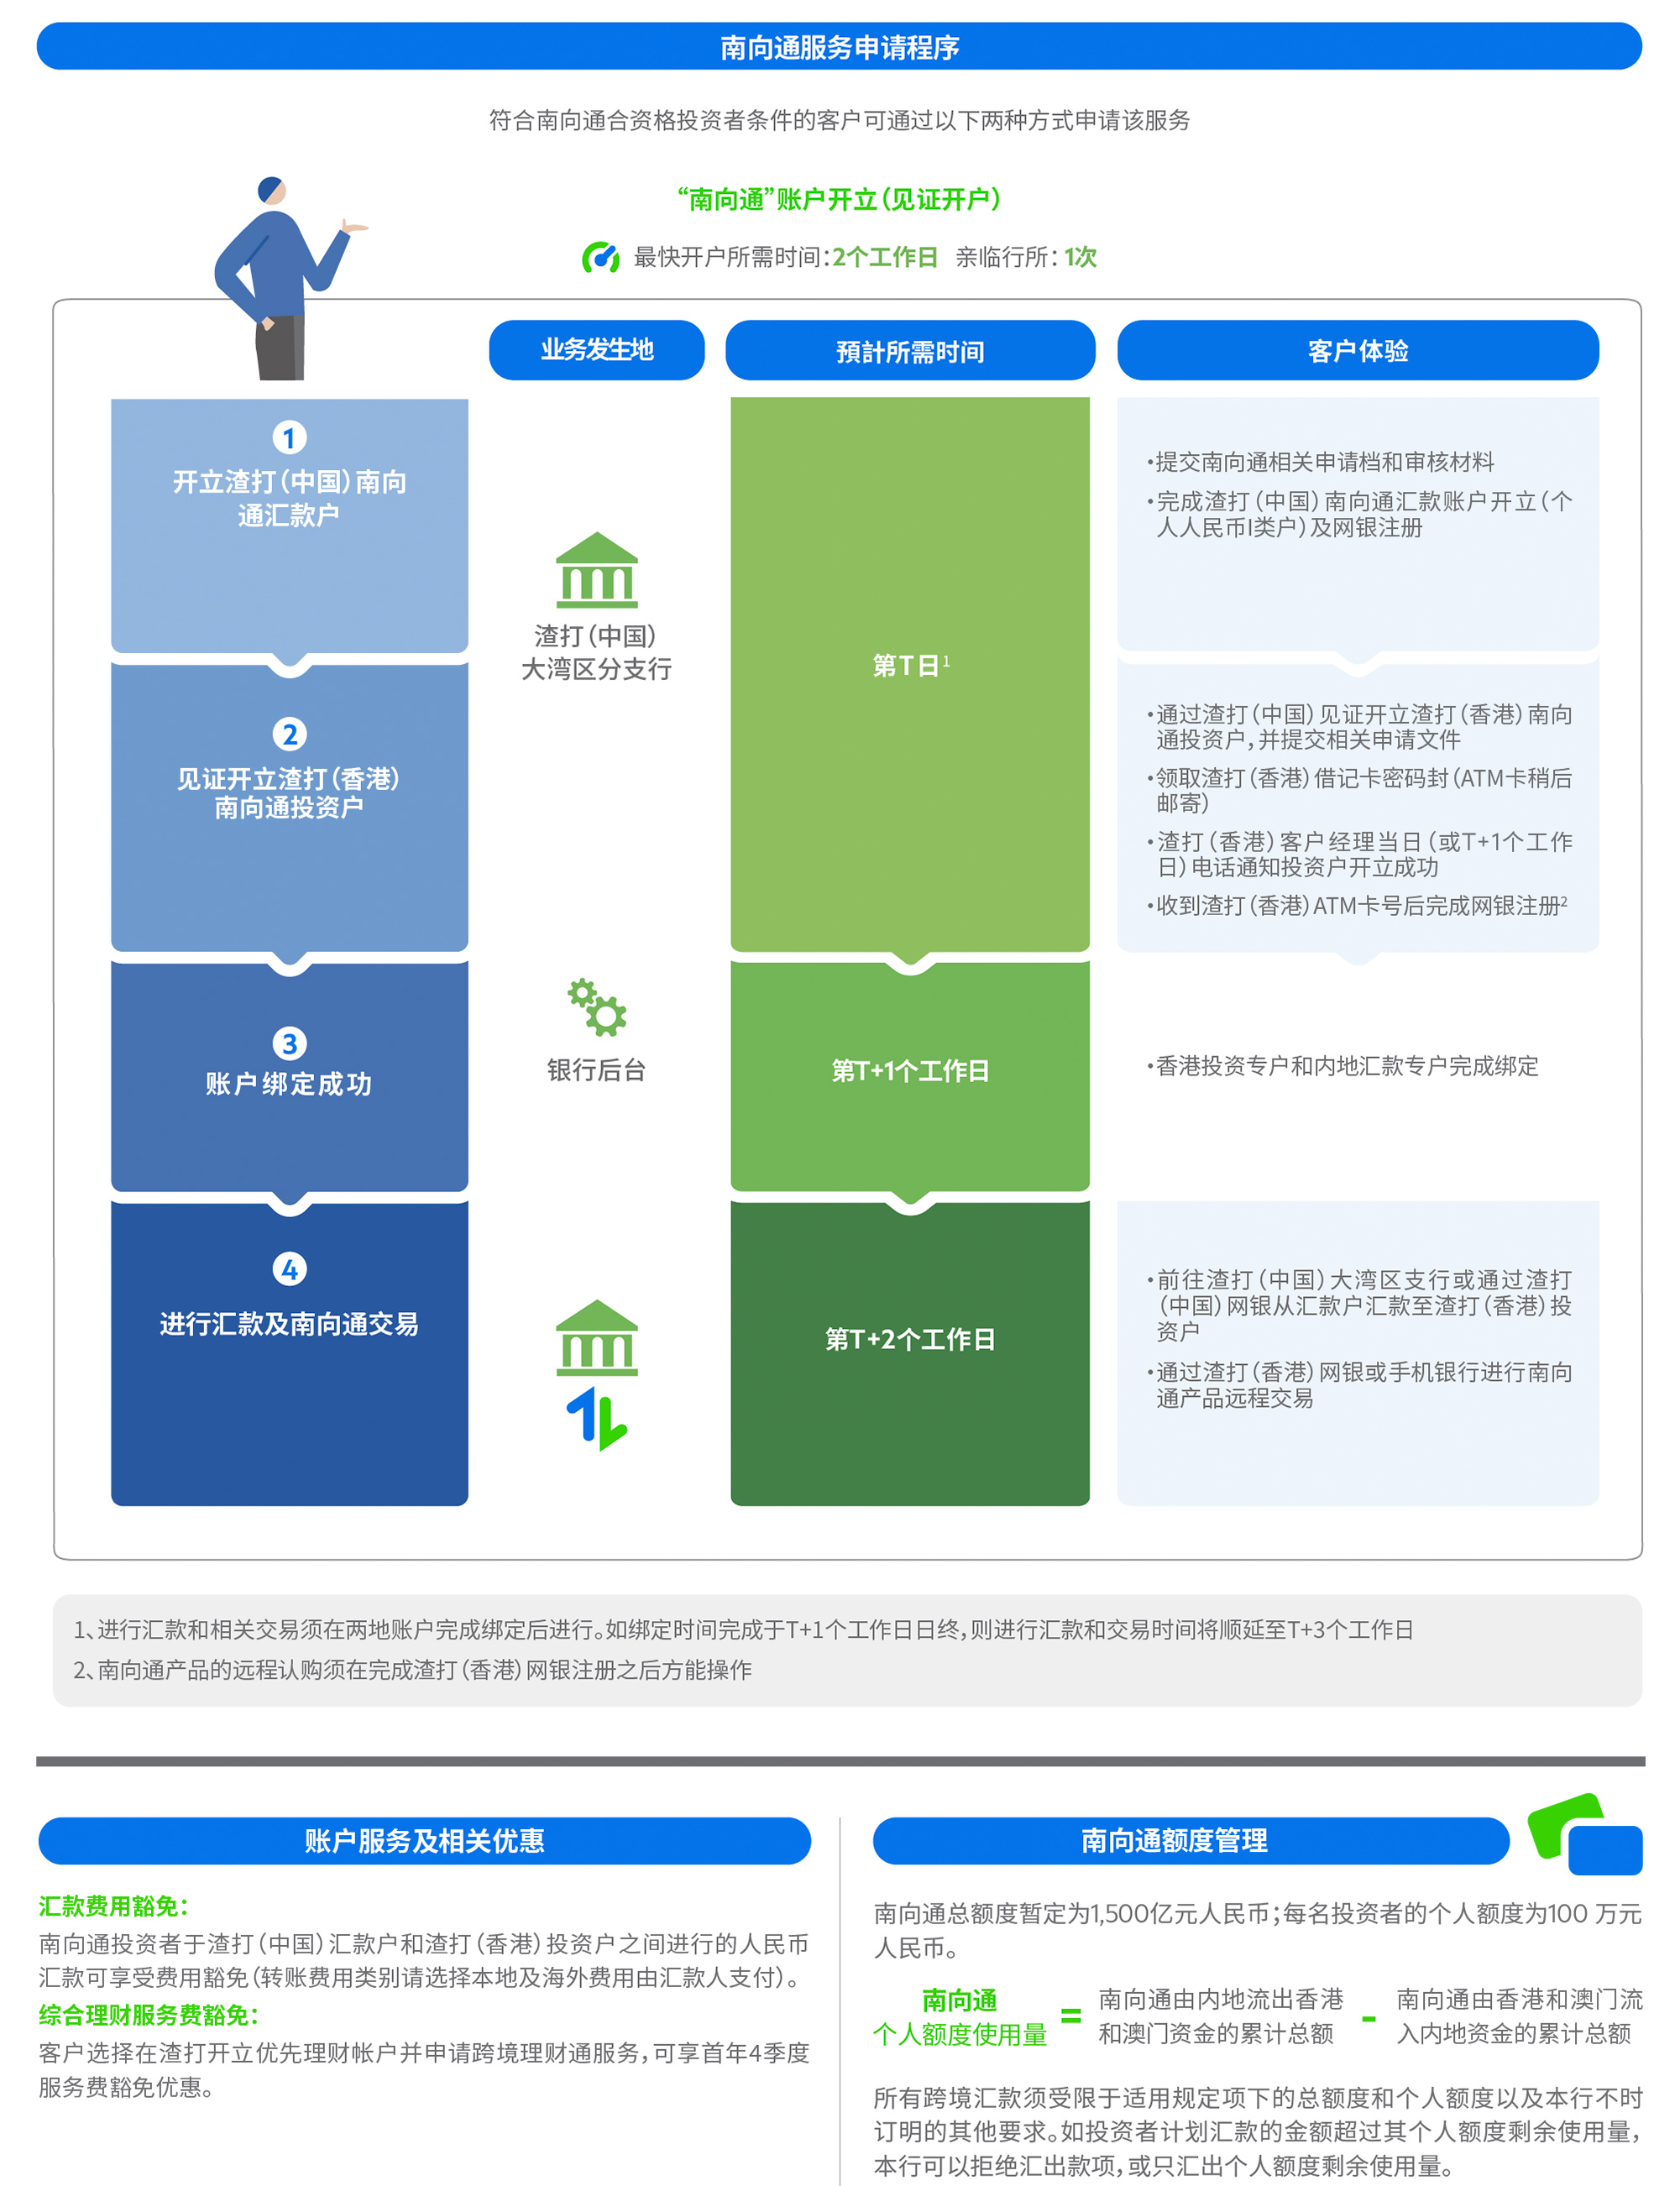 南向通服务申请程序
符合南向通合资格投资者条件的客户可通过以下两种方式申请该服务
“南向通”账户开立(见证开户)
最快开户所需时间:2个工作日 亲临行所:1次
业务发生地
預計所需时间
客户体验
1
开立渣打(中国)南向
通汇款户
渣打(中国)
大湾区分支行
第T日1
•提交南向通相关申请档和审核材料
•完成渣打(中国)南向通汇款账户开立(个
人人民币I类户)及网银注册
2
见证开立渣打(香港)
南向通投资户
•通过渣打(中国)见证开立渣打(香港)南向
通投资户,并提交相关申请文件
•领取渣打(香港)借记卡密码封(ATM卡稍后
邮寄)
•渣打(香港)客户经理当日(或T+1个工作
日)电话通知投资户开立成功
•收到渣打(香港)ATM卡号后完成网银注册2
3
账户绑定成功
银行后台
第T+1个工作日
•香港投资专户和内地汇款专户完成绑定
4
进行汇款及南向通交易
第T+2个工作日
•前往渣打(中国)大湾区支行或通过渣打
(中国)网银从汇款户汇款至渣打(香港)投
资户
•通过渣打(香港)网银或手机银行进行南向
通产品远程交易
1、进行汇款和相关交易须在两地账户完成绑定后进行。如绑定时间完成于T+1个工作日日终,则进行汇款和交易时间将顺延至T+3个工作日
2、南向通产品的远程认购须在完成渣打(香港)网银注册之后方能操作
账户服务及相关优惠
汇款费用豁免:
南向通投资者于渣打(中国)汇款户和渣打(香港)投资户之间进行的人民币
汇款可享受费用豁免(转账费用类别请选择本地及海外费用由汇款人支付)。
综合理财服务费豁免:
客户选择在渣打开立优先理财帐户并申请跨境理财通服务,可享首年4季度
服务费豁免优惠。
南向通额度管理
南向通总额度暂定为1,500亿元人民币;每名投资者的个人额度为100 万元
人民币。
南向通
个人额度使用量
=
南向通由内地流出香港
和澳门资金的累计总额
-
南向通由香港和澳门流
入内地资金的累计总额
所有跨境汇款须受限于适用规定项下的总额度和个人额度以及本行不时
订明的其他要求。如投资者计划汇款的金额超过其个人额度剩余使用量,
本行可以拒绝汇出款项,或只汇出个人额度剩余使用量。